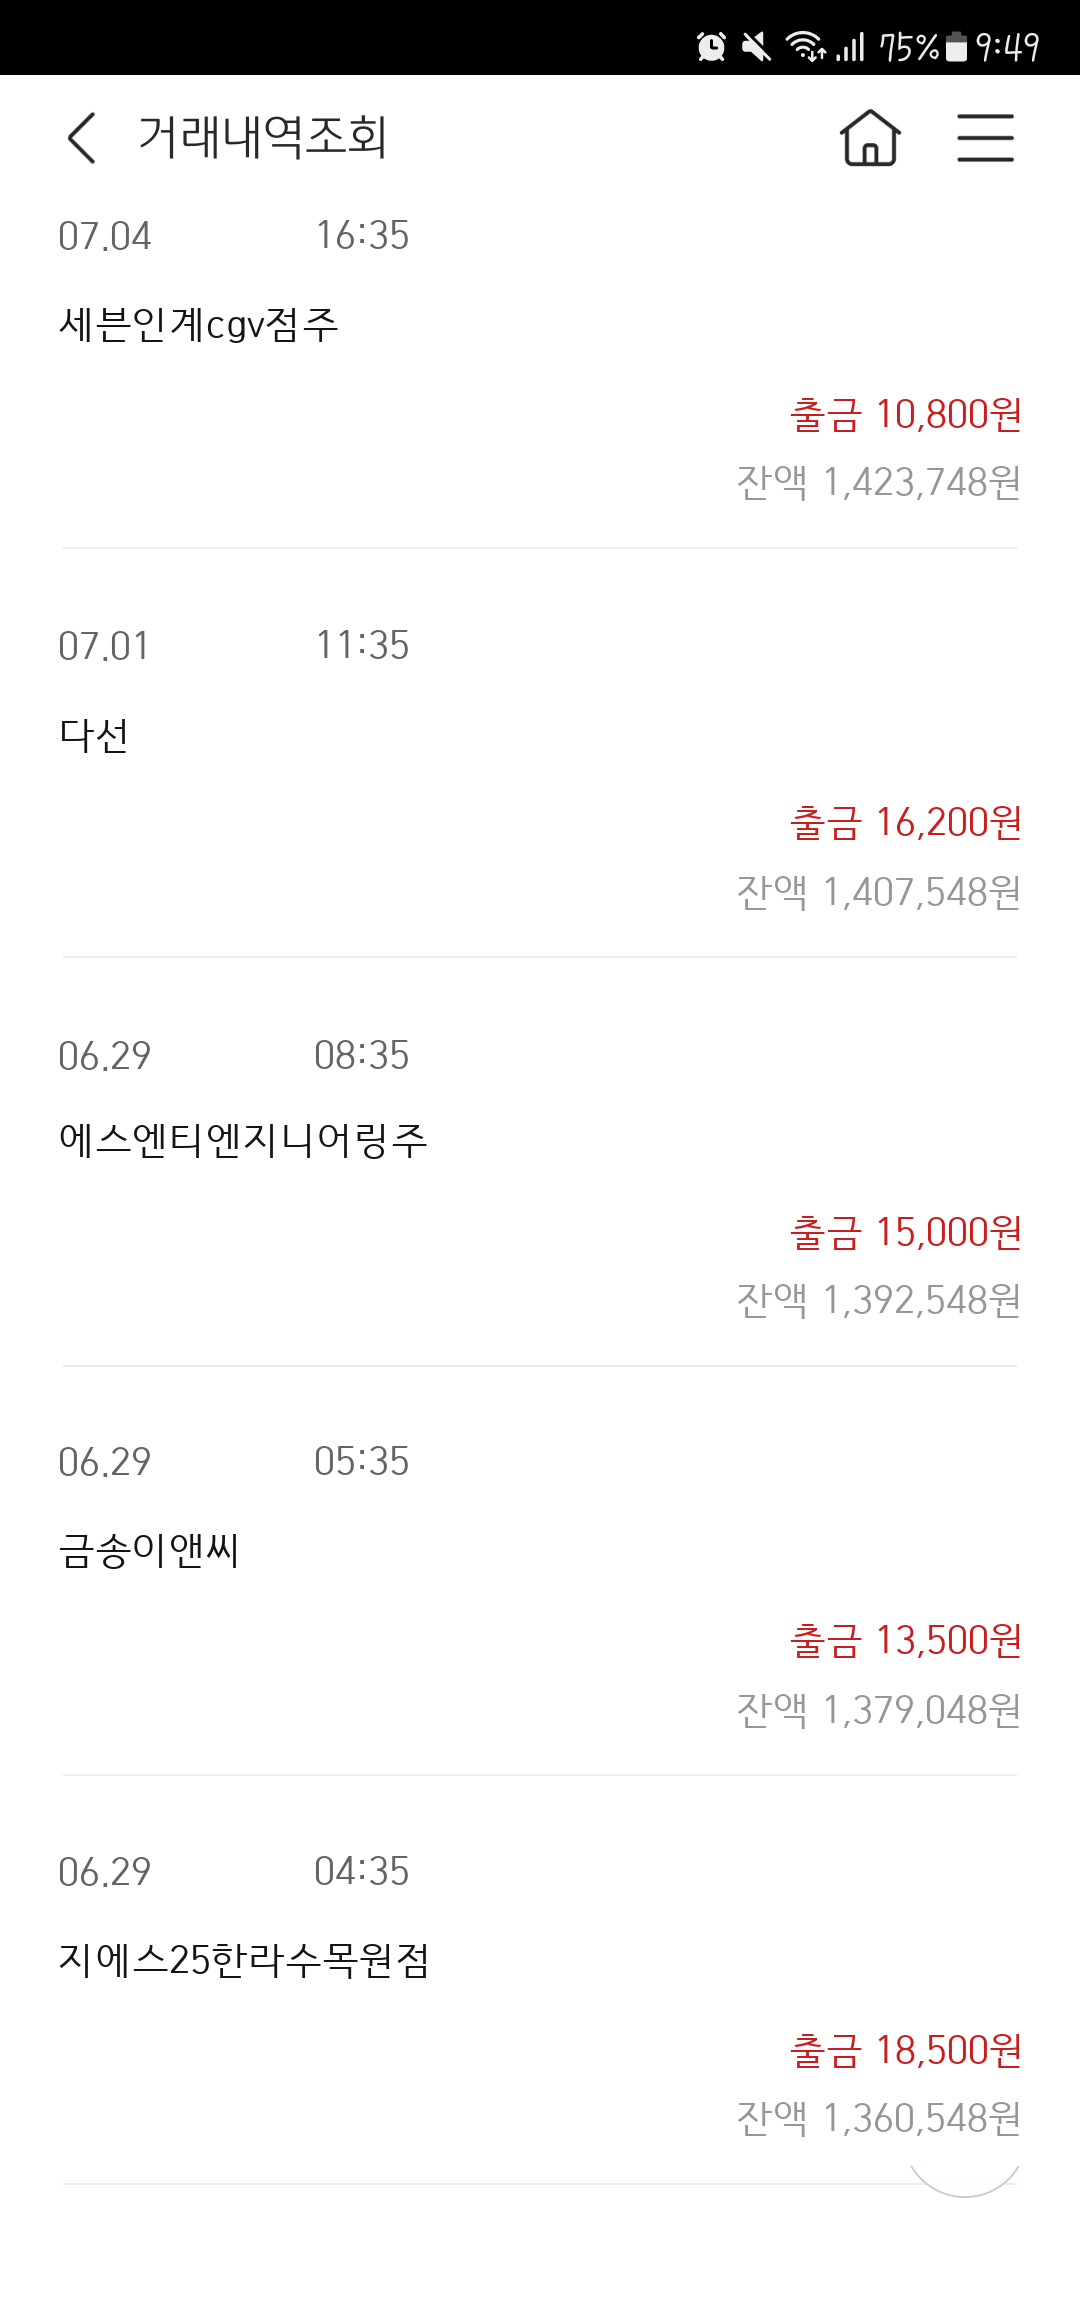 75% 9:49
거래내역조회
07.04 16:35
세븐인계cgv점주
출금 10,800원
잔액 1,423,748원
07.01 11:35
다선
출금 16,200원
잔액 1,407,548원
06.29 08:35
에스엔티엔지니어링주
출금 15,000원
잔액 1,392,548원
06.29 05:35
금송이앤씨
출금 13,500원
잔액 1,379,048원
06.29 04:35
지에스25한라수목원점
출금 18,500원
잔액 1,360,548원